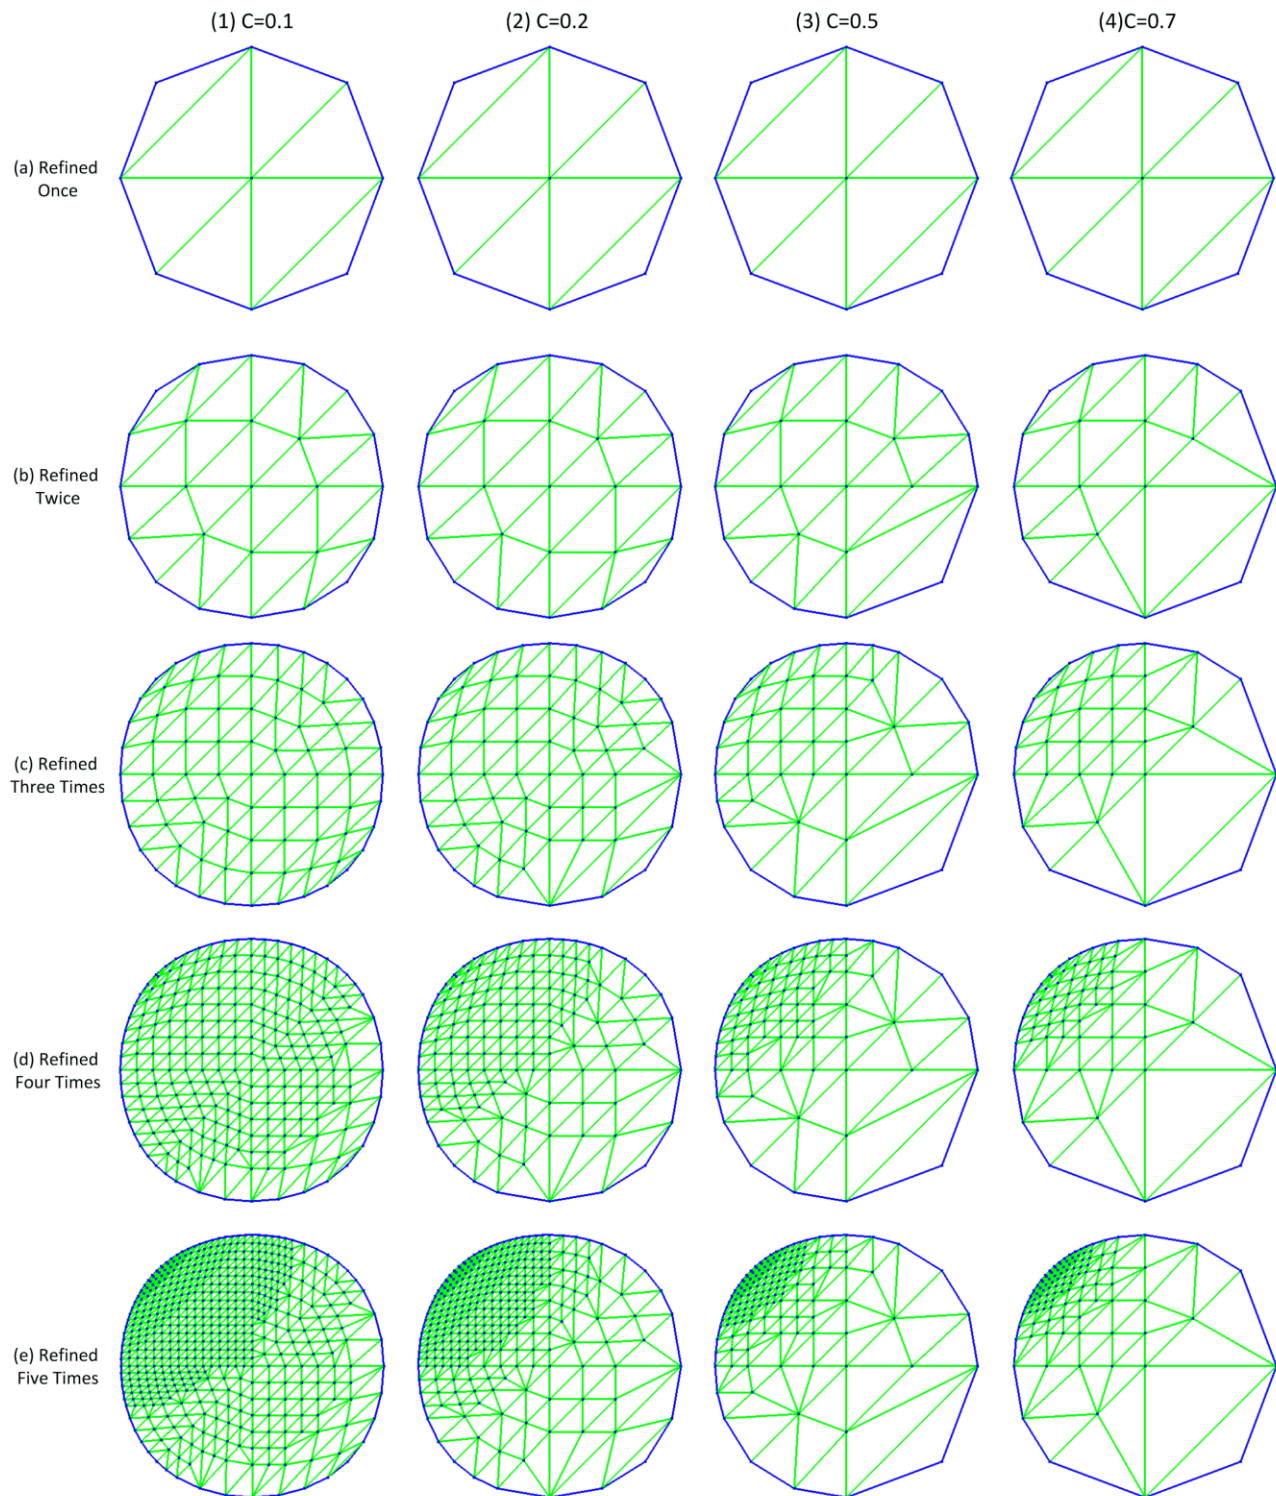 (1) C=0.1
(2) C=0.2
(3) C=0.5
(4)C=0.7
(a) Refined
Once
(b) Refined
Twice
(c) Refined
Three Times
(d) Refined
Four Times
(e) Refined
Five Times